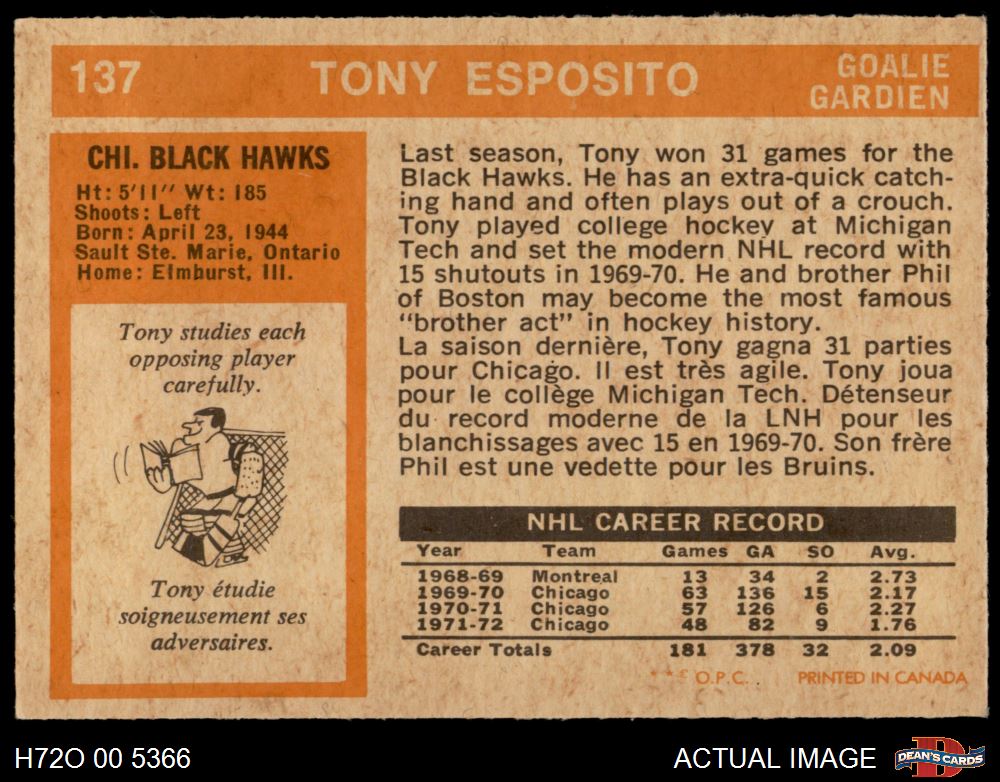 137
TONY ESPOSITO
GOALIE
GARDIEN
CHI. BLACK HAWKS
Ht: 5'11" Wt: 185
Shoots: Left
Born: April 23, 1944
Sault Ste. Marie, Ontario
Home: Elmburst, Ill.
Tony studies each
opposing player
carefully.
Tony étudie
soigneusement ses
adversaires.
Last season, Tony won 31 games for the
Black Hawks. He has an extra-quick catch-
ing hand and often plays out of a crouch.
Tony played college hockey at Michigan
Tech and set the modern NHL record with
15 shutouts in 1969-70. He and brother Phil
of Boston may become the most famous
"brother act" in hockey history.
La saison dernière, Tony gagna 31 parties
pour Chicago. Il est très agile. Tony joua
pour le collège Michigan Tech. Détenseur
du record moderne de la LNH pour les
blanchissages avec 15 en 1969-70. Son frère
Phil est une vedette pour les Bruins.
NHL CAREER RECORD
Year Team Games GA SO Avg.
1968-69 Montreal 13 34 2 2.73
1969-70 Chicago 63 136 15 2.17
1970-71 Chicago 57 126 6 2.27
1971-72 Chicago 48 82 9 1.76
Career Totals 181 378 32 2.09
O.P.C. PRINTED IN CANADA
H72O 00 5366
ACTUAL IMAGE
DEAN'S CARDS